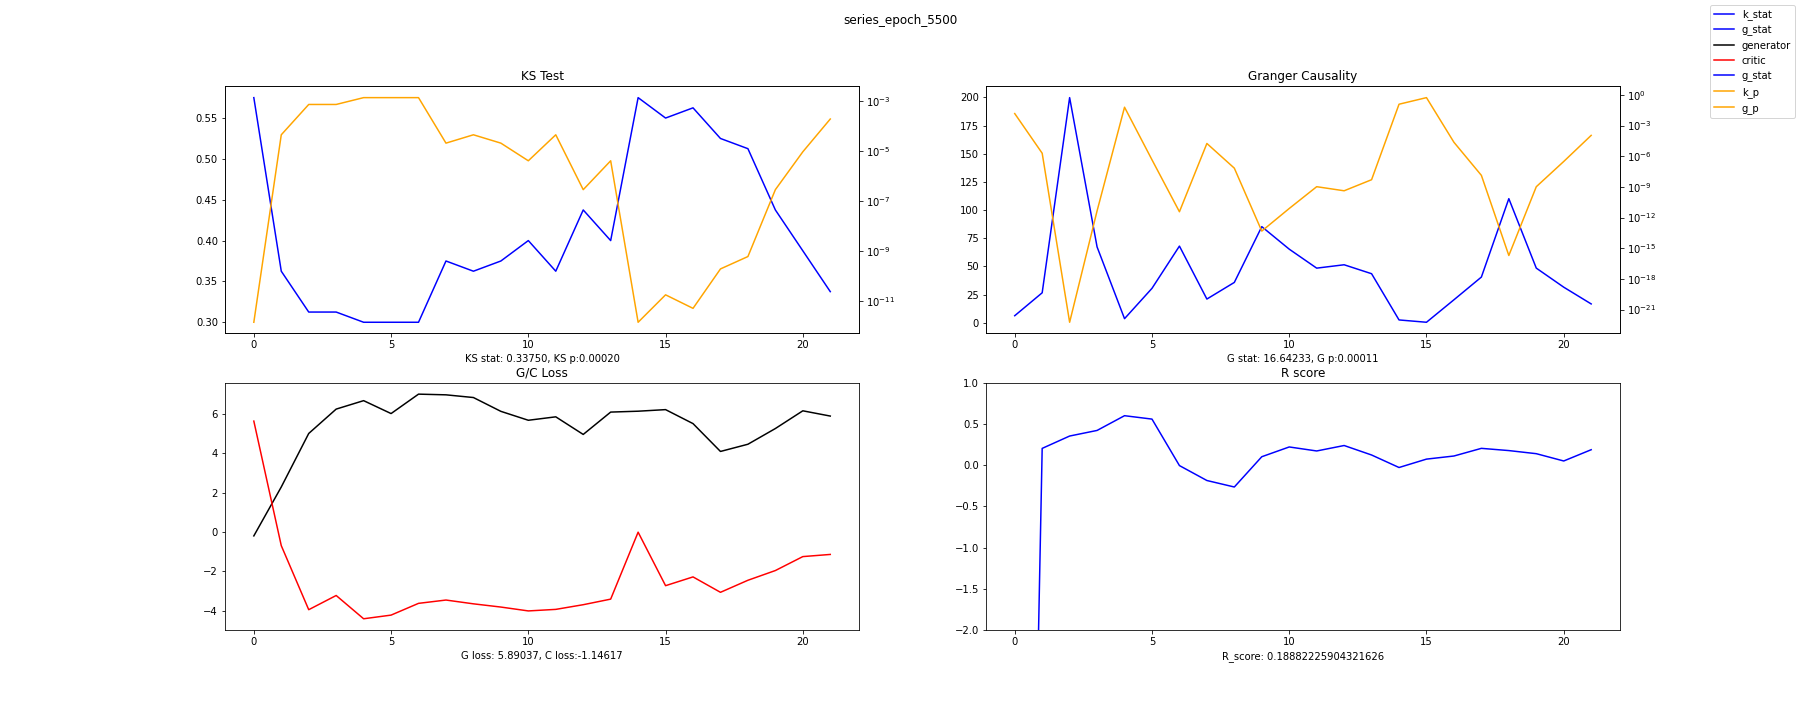 series_epoch_5500
k_stat
g_stat
generator
critic
g_stat
k_p
g_p
KS Test
0.55
0.50
0.45
0.40
0.35
0.30
10⁻³
10⁻⁵
10⁻⁷
10⁻⁹
10⁻¹¹
0 5 10 15 20
KS stat: 0.33750, KS p:0.00020
Granger Causality
200
175
150
125
100
75
50
25
0
10⁰
10⁻³
10⁻⁶
10⁻⁹
10⁻¹²
10⁻¹⁵
10⁻¹⁸
10⁻²¹
0 5 10 15 20
G stat: 16.64233, G p:0.00011
G/C Loss
6
4
2
0
−2
−4
0 5 10 15 20
G loss: 5.89037, C loss:-1.14617
R score
1.0
0.5
0.0
−0.5
−1.0
−1.5
−2.0
0 5 10 15 20
R_score: 0.18882225904321626